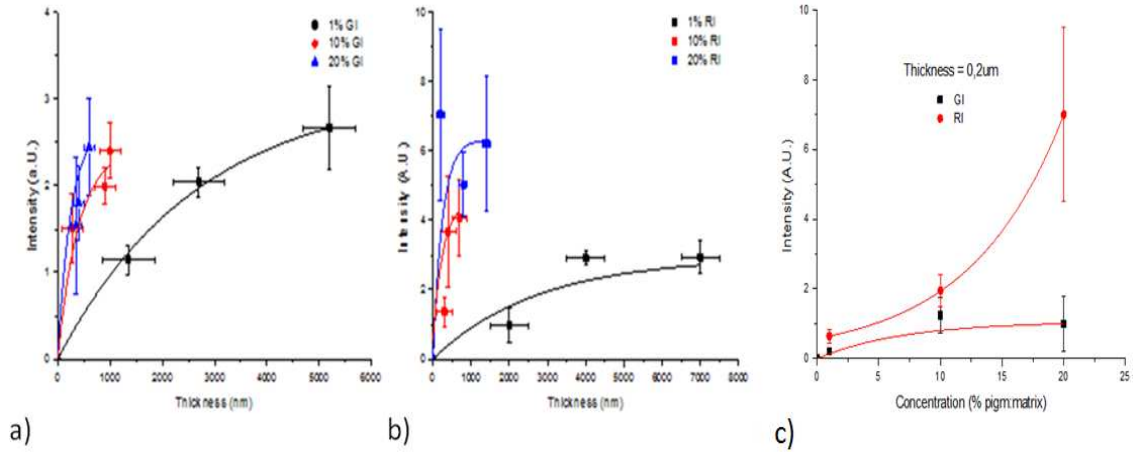 4
3
2
1
0
0
1000
2000
3000
4000
5000
6000
Intensity (a.U.)
Thickness (nm)
1% GI
10% GI
20% GI
a)
10
8
6
4
2
0
0
1000
2000
3000
4000
5000
6000
7000
8000
Intensity (A.U.)
Thickness (nm)
1% RI
10% RI
20% RI
b)
10
8
6
4
2
0
0
5
10
15
20
25
Intensity (A.U.)
Concentration (% pigm:matrix)
Thickness = 0,2um
GI
RI
c)